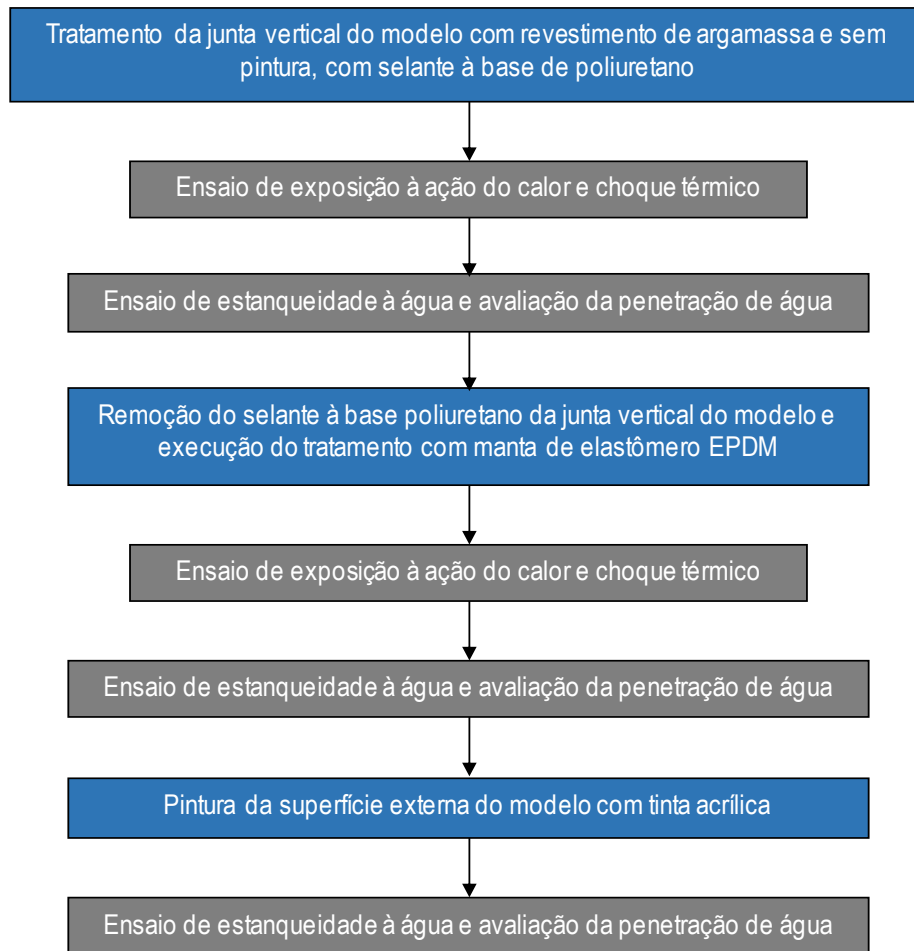 Tratamento da junta vertical do modelo com revestimento de argamassa e sem
pintura, com selante à base de poliuretano
Ensaio de exposição à ação do calor e choque térmico
Ensaio de estanqueidade à água e avaliação da penetração de água
Remoção do selante à base poliuretano da junta vertical do modelo e
execução do tratamento com manta de elastômero EPDM
Ensaio de exposição à ação do calor e choque térmico
Ensaio de estanqueidade à água e avaliação da penetração de água
Pintura da superfície externa do modelo com tinta acrílica
Ensaio de estanqueidade à água e avaliação da penetração de água